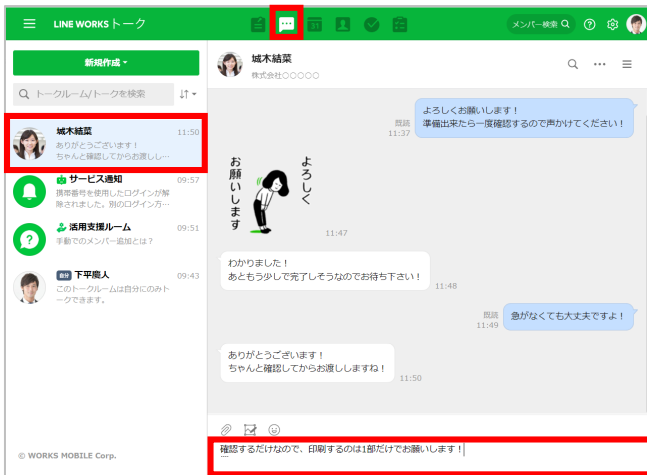 LINE WORKSトーク
31
メンバー検索
新規作成
トークルーム/トークを検索
城木結菜 11:50
ありがとうございます！
ちゃんと確認してからお渡しし…
サービス通知 09:57
携帯番号を使用したログインが解
除されました。別のログイン方…
活用支援ルーム 09:51
手動でのメンバー追加とは？
自分 下平慶人 09:43
このトークルームは自分にのみト
ークできます。
© WORKS MOBILE Corp.
城木結菜
株式会社○○○○○
よろしくお願いします！
準備出来たら一度確認するので声かけてください！
既読
11:37
よろしく
お願いします
11:47
わかりました！
あともう少しで完了しそうなのでお待ち下さい！
11:48
急がなくても大丈夫ですよ！
既読
11:49
ありがとうございます！
ちゃんと確認してからお渡ししますね！
11:50
確認するだけなので、印刷するのは1部だけでお願いします！